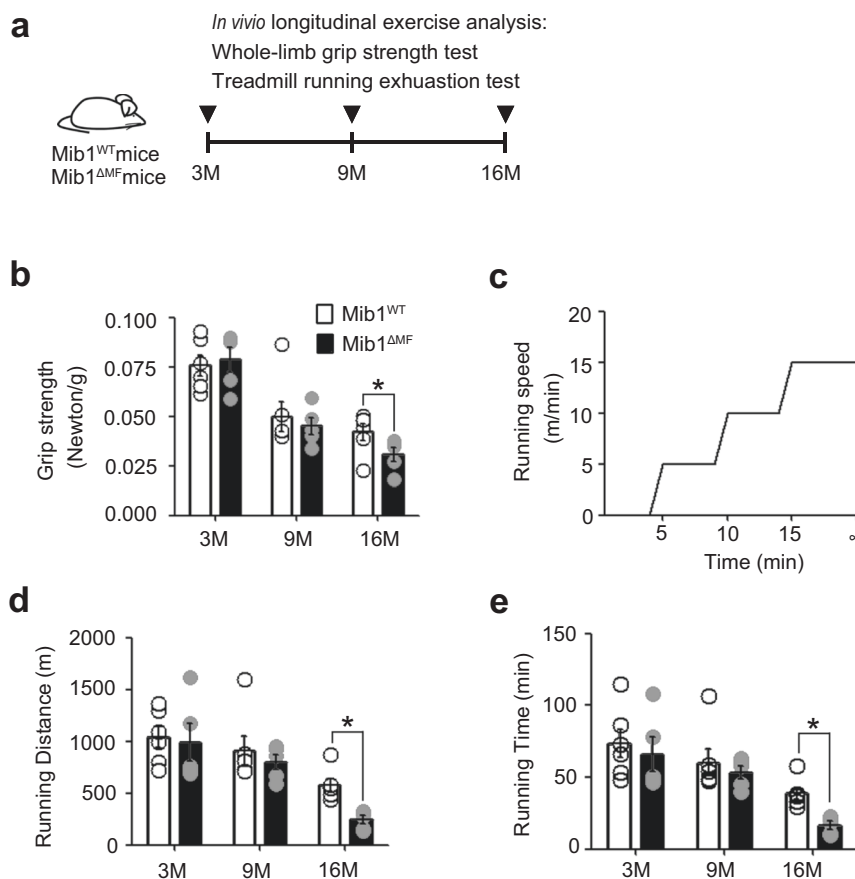 a
In vivo longitudinal exercise analysis:
Whole-limb grip strength test
Treadmill running exhuastion test
Mib1ᵂᵀmice
Mib1ᐃᴹFmice
3M
9M
16M
b
Grip strength
(Newton/g)
0.100
0.075
0.050
0.025
0.000
Mib1ᵂᵀ
Mib1ΔMF
*
3M
9M
16M
c
Running speed
(m/min)
20
15
10
5
0
5
10
15
Time (min)
d
Running Distance (m)
2000
1500
1000
500
0
*
3M
9M
16M
e
Running Time (min)
150
100
50
0
*
3M
9M
16M